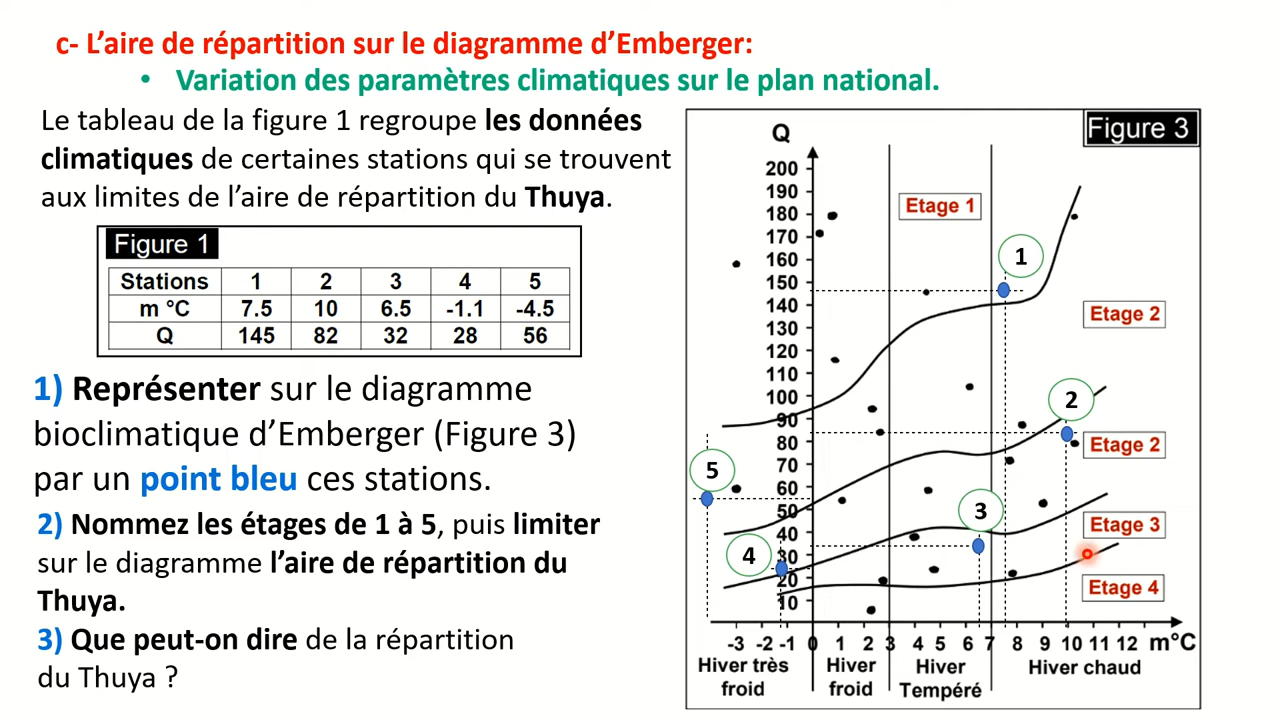 c- L’aire de répartition sur le diagramme d’Emberger:
• Variation des paramètres climatiques sur le plan national.
Le tableau de la figure 1 regroupe les données
climatiques de certaines stations qui se trouvent
aux limites de l’aire de répartition du Thuya.
Figure 1
Stations 1 2 3 4 5
m °C 7.5 10 6.5 -1.1 -4.5
Q 145 82 32 28 56
1) Représenter sur le diagramme
bioclimatique d’Emberger (Figure 3)
par un point bleu ces stations.
2) Nommez les étages de 1 à 5, puis limiter
sur le diagramme l’aire de répartition du
Thuya.
3) Que peut-on dire de la répartition
du Thuya ?
Figure 3
Q
200
190
180
170
160
150
140
130
120
110
100
90
80
70
60
50
40
30
20
10
Etage 1
1
Etage 2
2
Etage 2
5
3
Etage 3
4
Etage 4
-3 -2 -1 0 1 2 3 4 5 6 7 8 9 10 11 12 m°C
Hiver très froid
Hiver froid
Hiver Tempéré
Hiver chaud